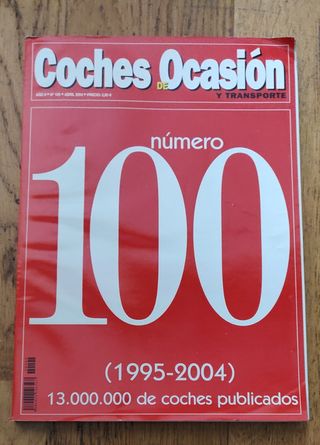 Coches DE Ocasión
Y TRANSPORTE
número
100
(1995-2004)
13.000.000 de coches publicados